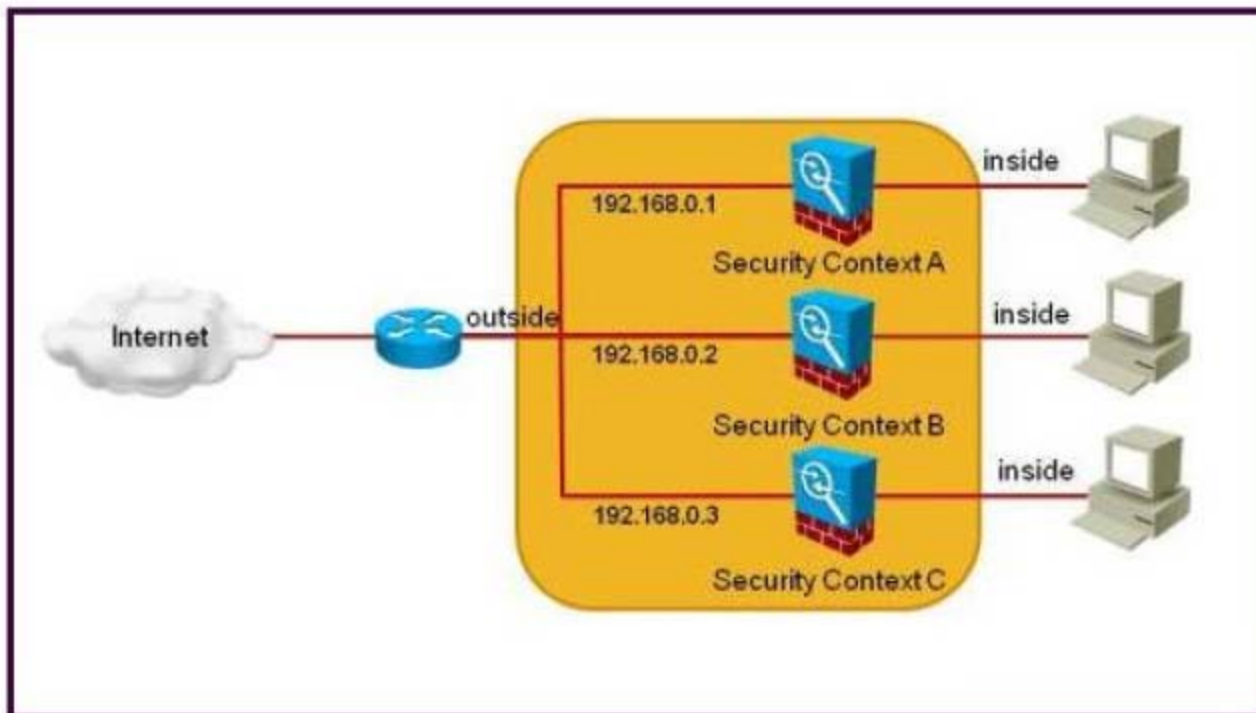 inside
192.168.0.1
Security Context A
Internet
outside
inside
192.168.0.2
Security Context B
inside
192.168.0.3
Security Context C